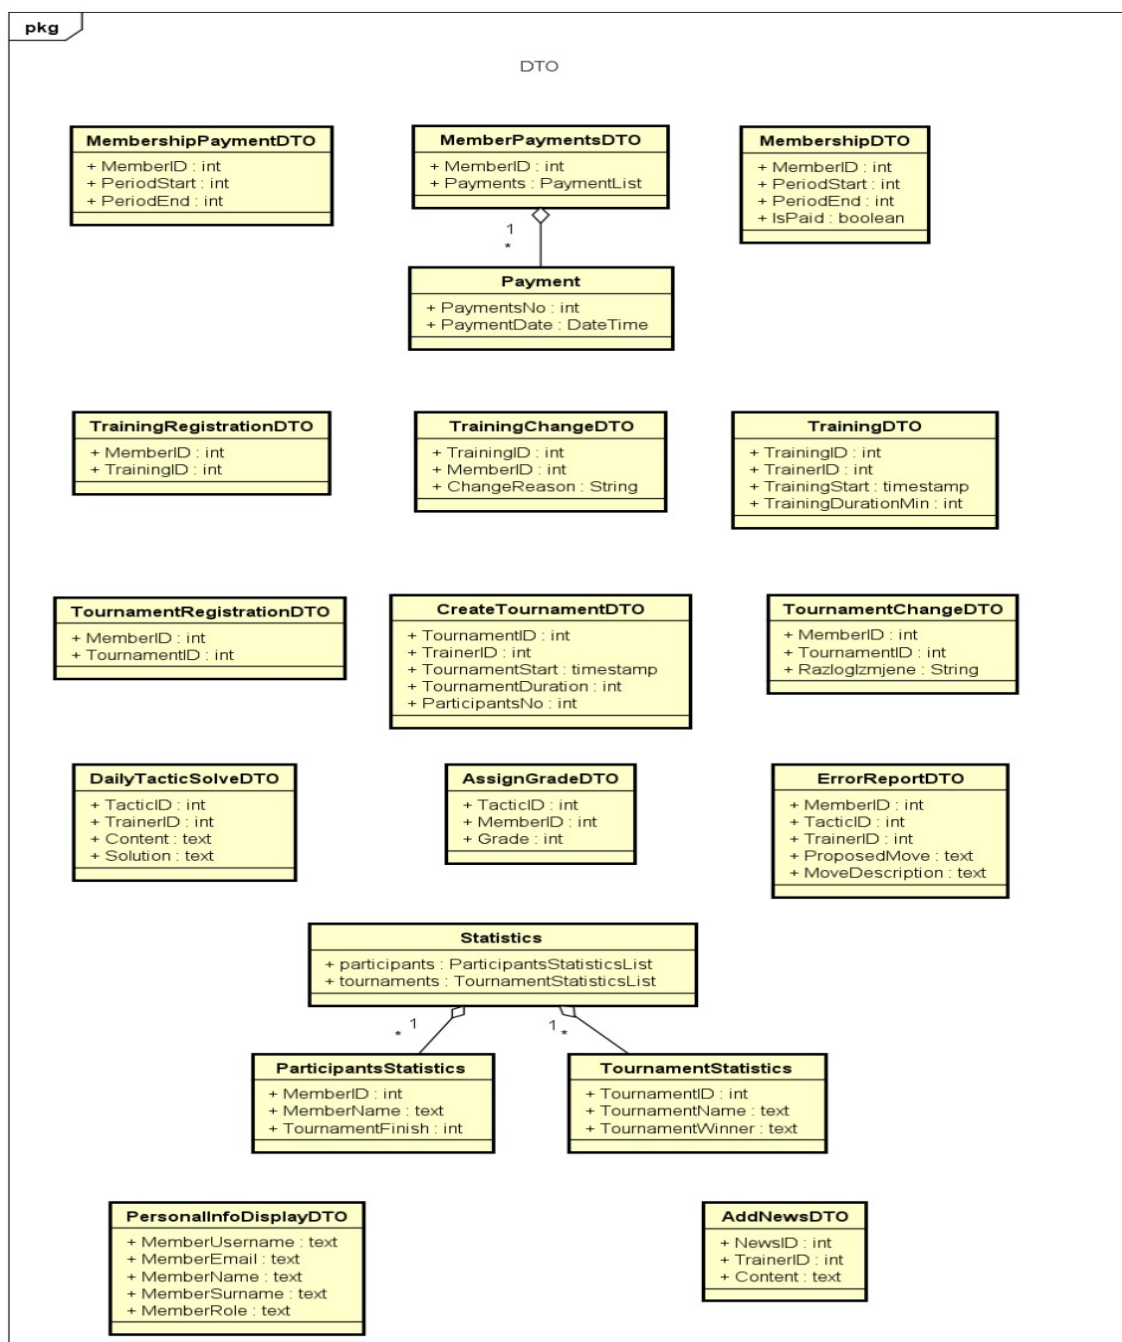 pkg
DTO
MembershipPaymentDTO
+ MemberID : int
+ PeriodStart : int
+ PeriodEnd : int
MemberPaymentsDTO
+ MemberID : int
+ Payments : PaymentList
MembershipDTO
+ MemberID : int
+ PeriodStart : int
+ PeriodEnd : int
+ IsPaid : boolean
1
*
Payment
+ PaymentsNo : int
+ PaymentDate : DateTime
TrainingRegistrationDTO
+ MemberID : int
+ TrainingID : int
TrainingChangeDTO
+ TrainingID : int
+ MemberID : int
+ ChangeReason : String
TrainingDTO
+ TrainingID : int
+ TrainerID : int
+ TrainingStart : timestamp
+ TrainingDurationMin : int
TournamentRegistrationDTO
+ MemberID : int
+ TournamentID : int
CreateTournamentDTO
+ TournamentID : int
+ TrainerID : int
+ TournamentStart : timestamp
+ TournamentDuration : int
+ ParticipantsNo : int
TournamentChangeDTO
+ MemberID : int
+ TournamentID : int
+ RazlogIzmjene : String
DailyTacticSolveDTO
+ TacticID : int
+ TrainerID : int
+ Content : text
+ Solution : text
AssignGradeDTO
+ TacticID : int
+ MemberID : int
+ Grade : int
ErrorReportDTO
+ MemberID : int
+ TacticID : int
+ TrainerID : int
+ ProposedMove : text
+ MoveDescription : text
Statistics
+ participants : ParticipantsStatisticsList
+ tournaments : TournamentStatisticsList
1
*
1
*
ParticipantsStatistics
+ MemberID : int
+ MemberName : text
+ TournamentFinish : int
TournamentStatistics
+ TournamentID : int
+ TournamentName : text
+ TournamentWinner : text
PersonalInfoDisplayDTO
+ MemberUsername : text
+ MemberEmail : text
+ MemberName : text
+ MemberSurname : text
+ MemberRole : text
AddNewsDTO
+ NewsID : int
+ TrainerID : int
+ Content : text